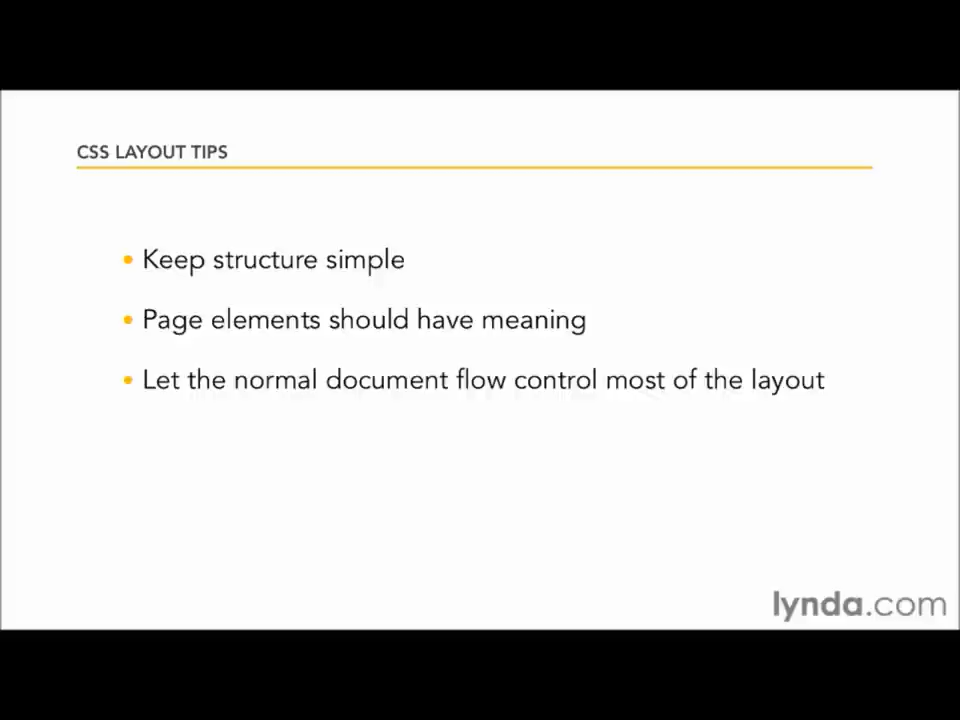 CSS LAYOUT TIPS
• Keep structure simple
• Page elements should have meaning
• Let the normal document flow control most of the layout
lynda.com